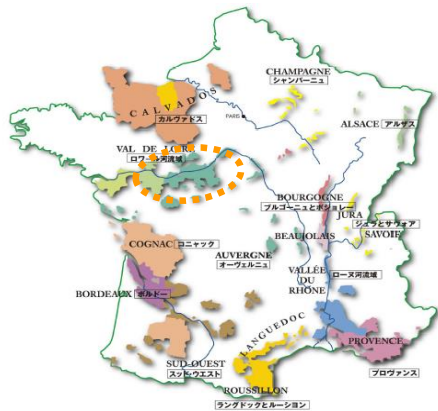 CHAMPAGNE
シャンパーニュ
CALVADOS
カルヴァドス
PARIS
ALSACE アルザス
VAL DE LOIRE
ロワール河流域
BOURGOGNE
ブルゴーニュとボジョレー
JURA
ジュラとサヴォア
SAVOIE
BEAUJOLAIS
COGNAC コニャック
AUVERGNE
オーヴェルニュ
VALLÉE
DU
RHÔNE
ローヌ河流域
BORDEAUX ボルドー
LANGUEDOC
PROVENCE
プロヴァンス
SUD-OUEST
スッド・ウエスト
ROUSSILLON
ラングドックとルーシヨン